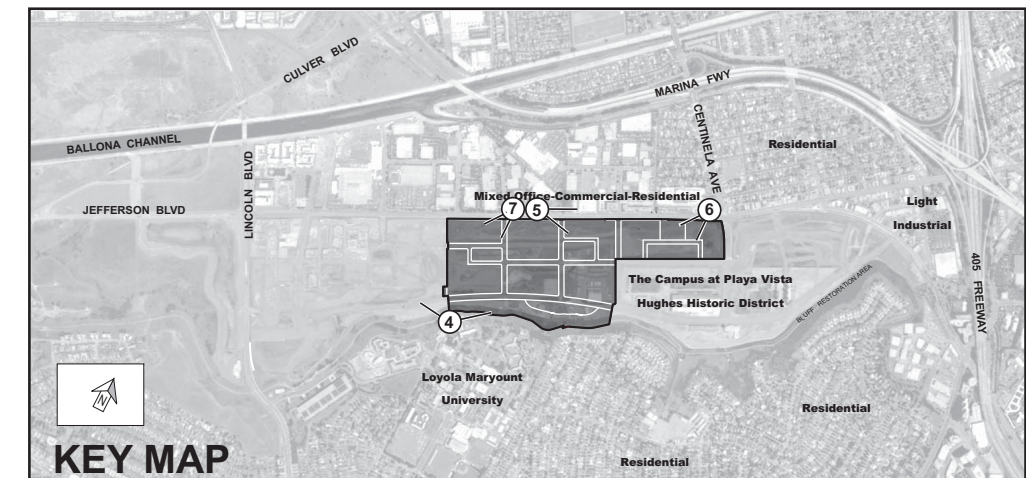 CULVER BLVD
MARINA FWY
BALLONA CHANNEL
CENTINELA AVE
Residential
LINCOLN BLVD
Mixed Office-Commercial-Residential
JEFFERSON BLVD
7
5
6
Light
Industrial
The Campus at Playa Vista
Hughes Historic District
BLUFF RESTORATION AREA
405 FREEWAY
4
Loyola Maryount
University
N
Residential
KEY MAP
Residential